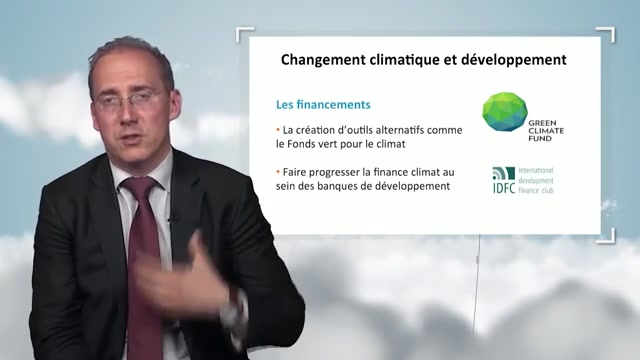 Changement climatique et développement
Les financements
• La création d'outils alternatifs comme
le Fonds vert pour le climat
• Faire progresser la finance climat au
sein des banques de développement
GREEN
CLIMATE
FUND
IDFC
international
development
finance club